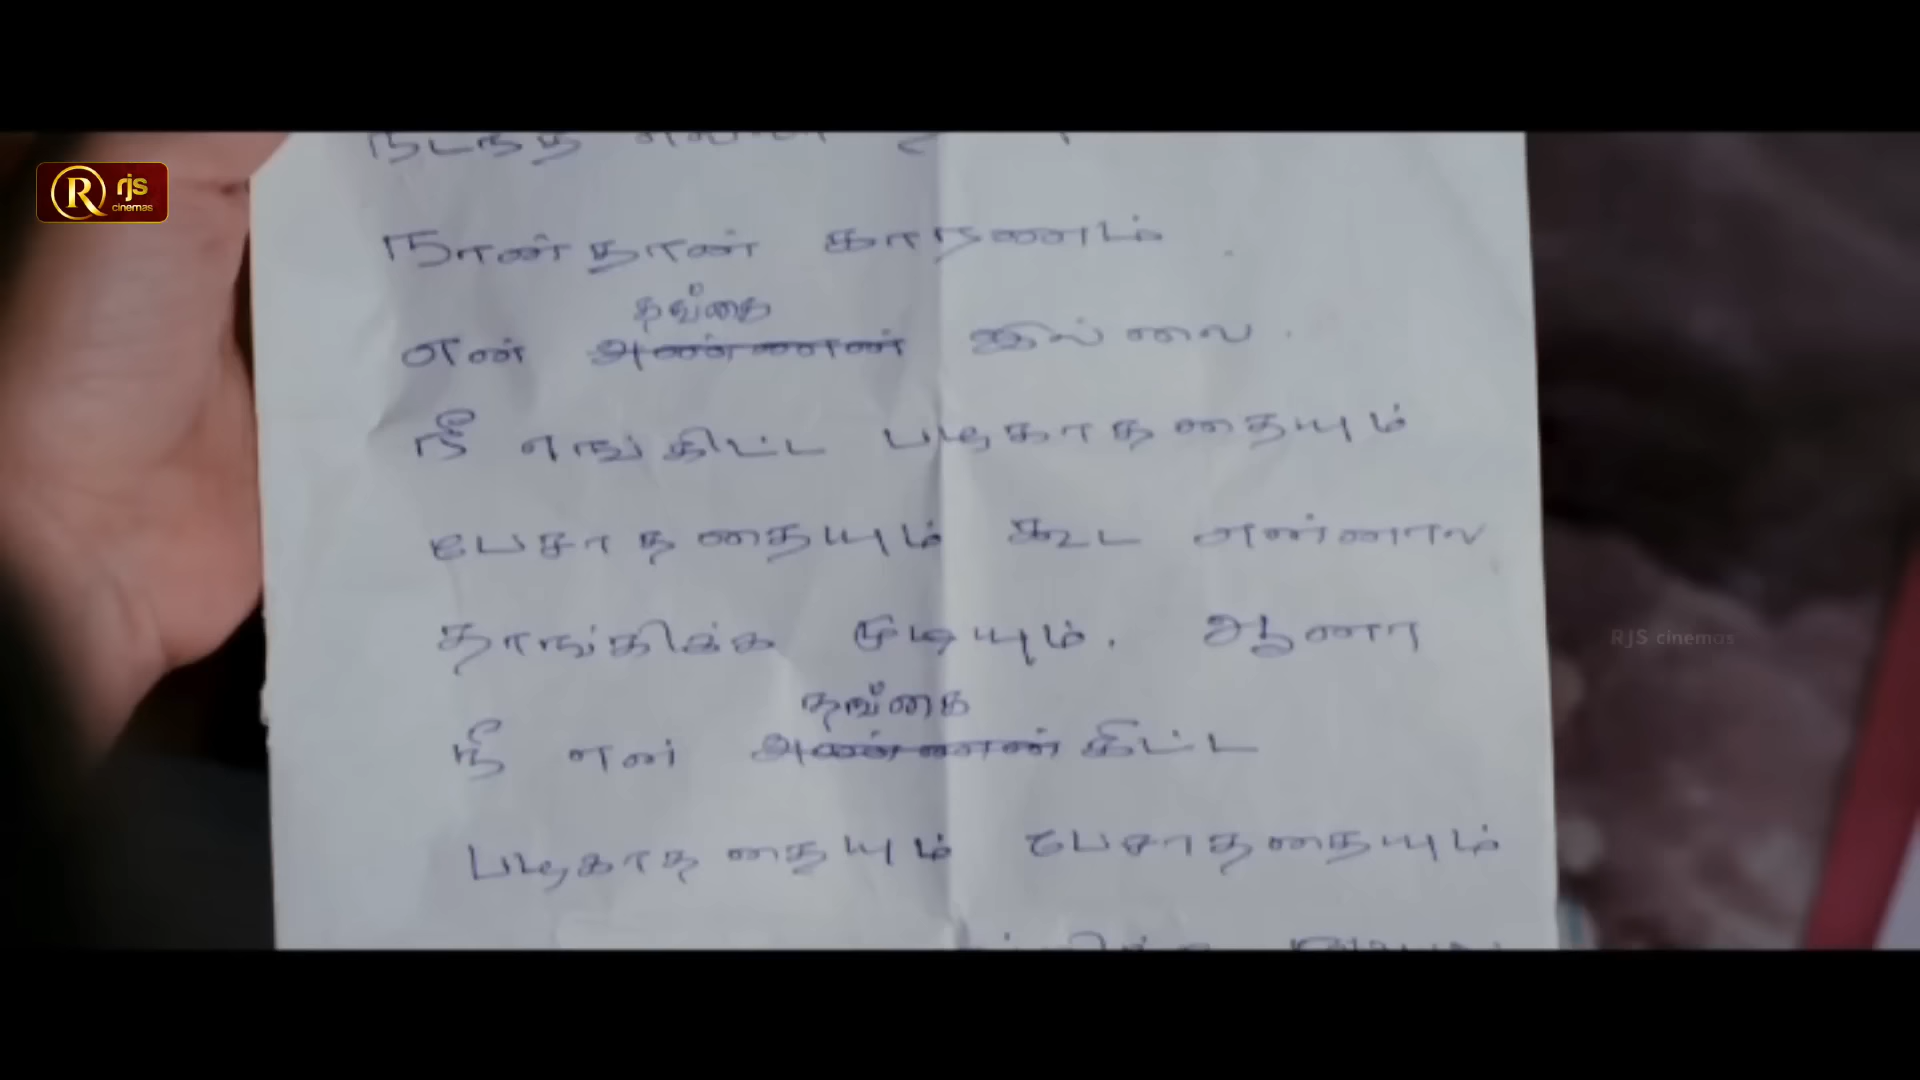 R rjs
cinemas
நடந்த
நான்தான் காரணம்
தங்கை
என் அண்ணன் இல்லை.
நீ எங்கிட்ட பழகாததையும்
பேசாததையும் கூட என்னால
தாங்கிக்க முடியும். ஆனா
RJS cinemas
தங்கை
நீ என் அண்ணன்கிட்ட
பழகாததையும் பேசாததையும்